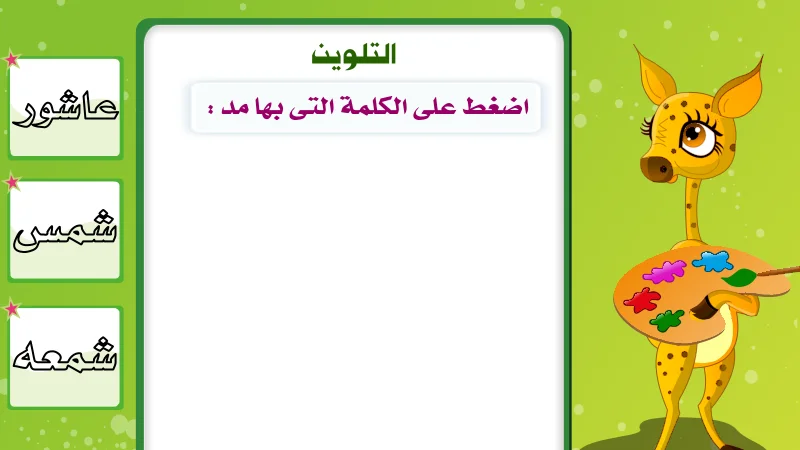 التلوين
اضغط على الكلمة التى بها مد :
عاشور
شمس
شمعه